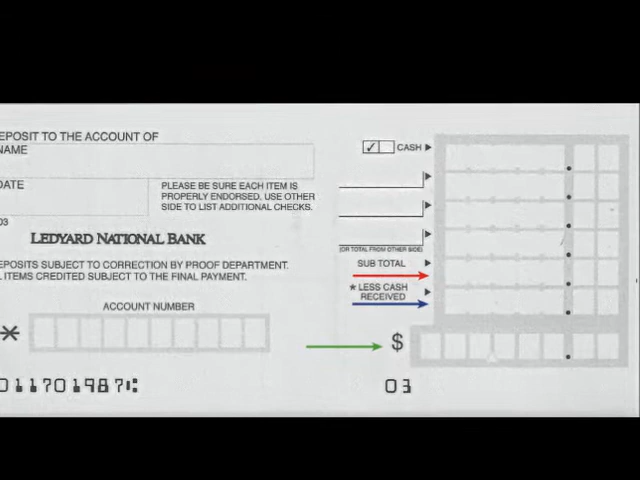 EPOSIT TO THE ACCOUNT OF
NAME
CASH
DATE
PLEASE BE SURE EACH ITEM IS
PROPERLY ENDORSED. USE OTHER
SIDE TO LIST ADDITIONAL CHECKS.
03
LEDYARD NATIONAL BANK
(OR TOTAL FROM OTHER SIDE)
SUB TOTAL
EPOSITS SUBJECT TO CORRECTION BY PROOF DEPARTMENT.
ITEMS CREDITED SUBJECT TO THE FINAL PAYMENT.
* LESS CASH
RECEIVED
ACCOUNT NUMBER
* $
011701987⑆ 03